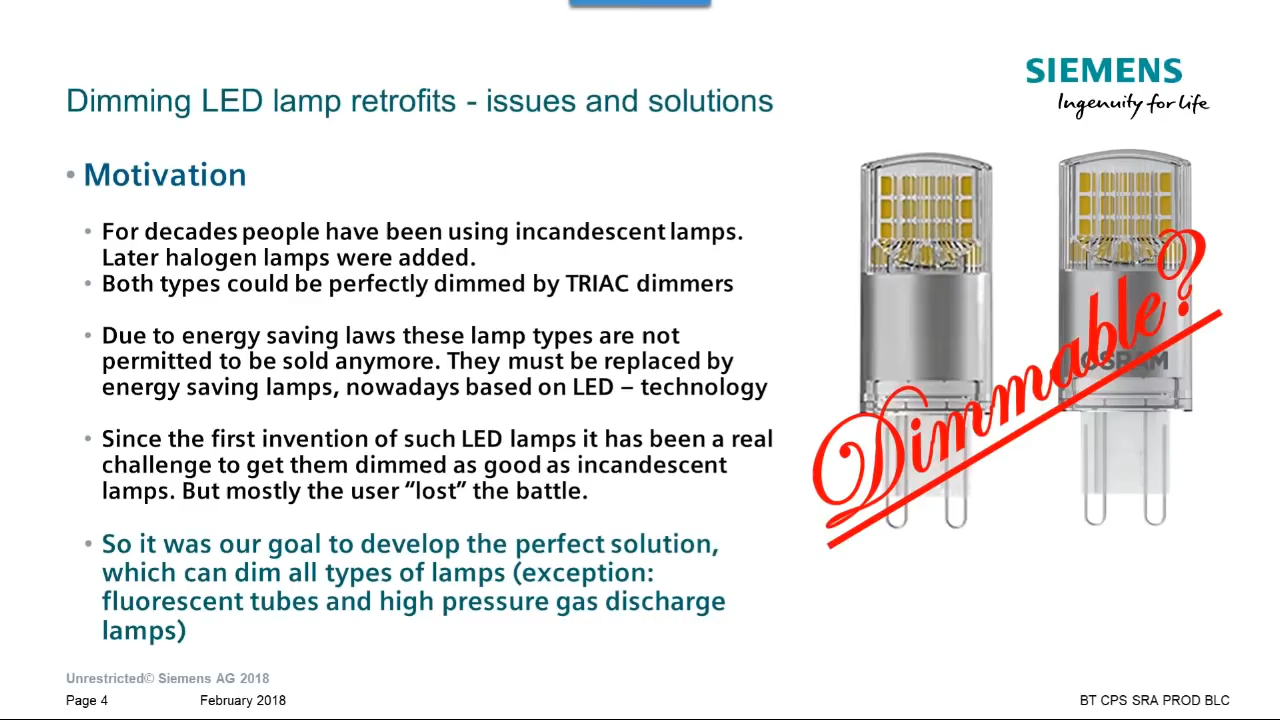 SIEMENS
Ingenuity for life
Dimming LED lamp retrofits - issues and solutions
• Motivation
• For decades people have been using incandescent lamps.
Later halogen lamps were added.
• Both types could be perfectly dimmed by TRIAC dimmers
• Due to energy saving laws these lamp types are not
permitted to be sold anymore. They must be replaced by
energy saving lamps, nowadays based on LED – technology
• Since the first invention of such LED lamps it has been a real
challenge to get them dimmed as good as incandescent
lamps. But mostly the user “lost” the battle.
• So it was our goal to develop the perfect solution,
which can dim all types of lamps (exception:
fluorescent tubes and high pressure gas discharge
lamps)
OSRAM
Dimmable?
Unrestricted© Siemens AG 2018
Page 4 February 2018 BT CPS SRA PROD BLC